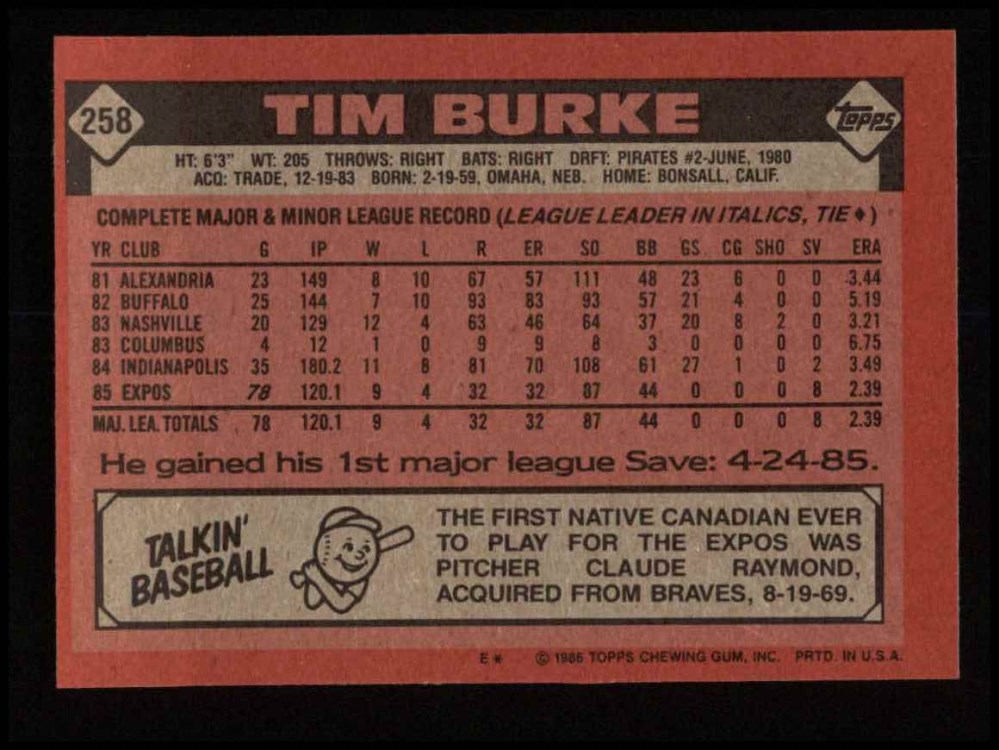 258 TIM BURKE topps
HT: 6'3" WT: 205 THROWS: RIGHT BATS: RIGHT DRFT: PIRATES #2-JUNE, 1980
ACQ: TRADE, 12-19-83 BORN: 2-19-59, OMAHA, NEB. HOME: BONSALL, CALIF.
COMPLETE MAJOR & MINOR LEAGUE RECORD (LEAGUE LEADER IN ITALICS, TIE ♦)
YR CLUB G IP W L R ER SO BB GS CG SHO SV ERA
81 ALEXANDRIA 23 149 8 10 67 57 111 48 23 6 0 0 3.44
82 BUFFALO 25 144 7 10 93 83 93 57 21 4 0 0 5.19
83 NASHVILLE 20 129 12 4 63 46 64 37 20 8 2 0 3.21
83 COLUMBUS 4 12 1 0 9 9 8 3 0 0 0 0 6.75
84 INDIANAPOLIS 35 180.2 11 8 81 70 108 61 27 1 0 2 3.49
85 EXPOS 78 120.1 9 4 32 32 87 44 0 0 0 8 2.39
MAJ. LEA. TOTALS 78 120.1 9 4 32 32 87 44 0 0 0 8 2.39
He gained his 1st major league Save: 4-24-85.
TALKIN'
BASEBALL
THE FIRST NATIVE CANADIAN EVER
TO PLAY FOR THE EXPOS WAS
PITCHER CLAUDE RAYMOND,
ACQUIRED FROM BRAVES, 8-19-69.
E* © 1986 TOPPS CHEWING GUM, INC. PRTD. IN U.S.A.